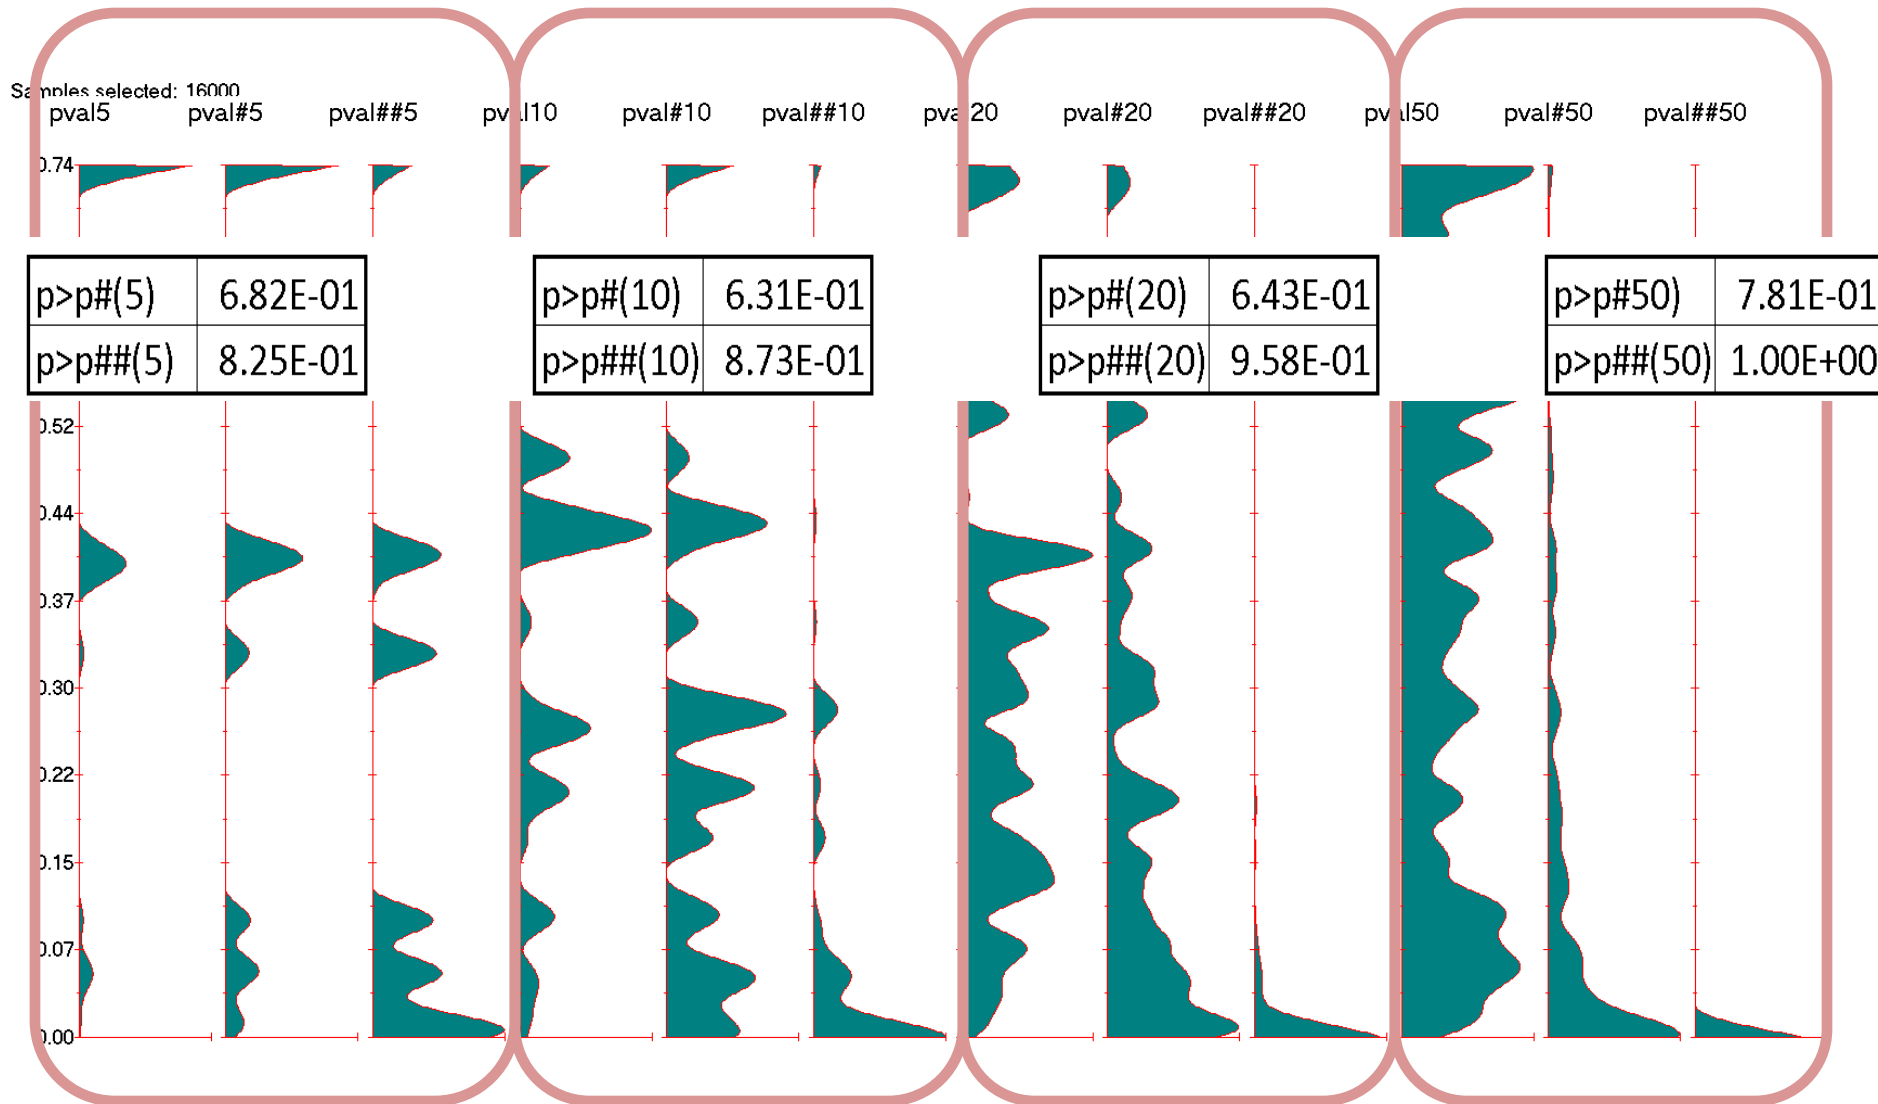 Samples selected: 16000
pval5 pval#5 pval##5 pval10 pval#10 pval##10 pval20 pval#20 pval##20 pval50 pval#50 pval##50
0.74
p>p#(5) 6.82E-01 p>p#(10) 6.31E-01 p>p#(20) 6.43E-01 p>p#50) 7.81E-01
p>p##(5) 8.25E-01 p>p##(10) 8.73E-01 p>p##(20) 9.58E-01 p>p##(50) 1.00E+00
0.52
0.44
0.37
0.30
0.22
0.15
0.07
0.00